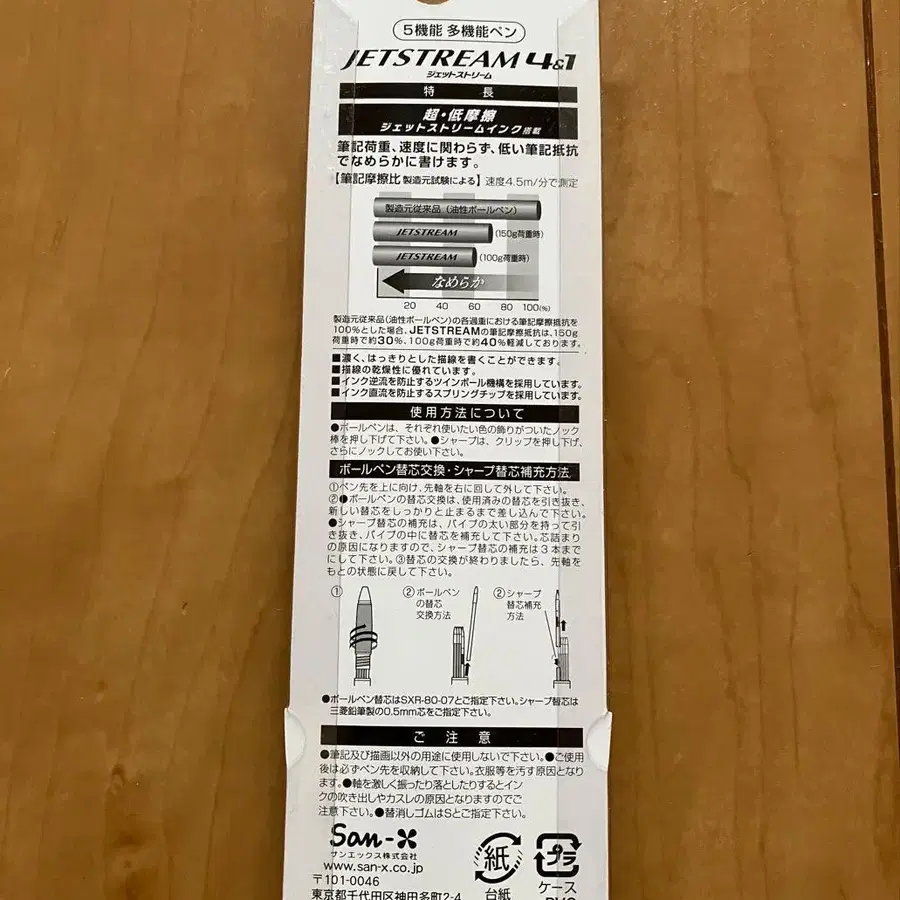 5機能 多機能ペン
JETSTREAM 4&1
ジェットストリーム
特長
超・低摩擦
ジェットストリームインク搭載
筆記荷重、速度に関わらず、低い筆記抵抗
でなめらかに書けます。
【筆記摩擦比 製造元試験による】速度4.5m/分で測定
製造元従来品(油性ボールペン)
JETSTREAM (150g荷重時)
JETSTREAM (100g荷重時)
なめらか
20 40 60 80 100(%)
製造元従来品(油性ボールペン)の各過重における筆記摩擦抵抗を
100%とした場合、JETSTREAMの筆記摩擦抵抗は、150g
荷重時で約30%、100g荷重時で約40%軽減しております。
■濃く、はっきりとした描線を書くことができます。
■描線の乾燥性に優れています。
■インク逆流を防止するツインボール機構を採用しています。
■インク直流を防止するスプリングチップを採用しています。
使用方法について
●ボールペンは、それぞれ使いたい色の飾りがついたノック
棒を押し下げて下さい。●シャープは、クリップを押し下げ、
さらにノックしてお使い下さい。
ボールペン替芯交換・シャープ替芯補充方法
①ペン先を上に向け、先軸を右に回して外して下さい。
②●ボールペンの替芯交換は、使用済みの替芯を引き抜き、
新しい替芯をしっかりと止まるまで差し込んで下さい。
●シャープ替芯の補充は、パイプの太い部分を持って引
き抜き、パイプの中に替芯を補充して下さい。芯詰まり
の原因になりますので、シャープ替芯の補充は3本まで
にして下さい。③替芯の交換が終わりましたら、先軸を
もとの状態に戻して下さい。
① ②ボールペン ②シャープ
の替芯 替芯補充
交換方法 方法
●ボールペン替芯はSXR-80-07とご指定下さい。シャープ替芯は
三菱鉛筆製の0.5mm芯をご指定下さい。
ご注意
●筆記及び描画以外の用途に使用しないで下さい。●ご使用
後は必ずペン先を収納して下さい。衣服等を汚す原因となり
ます。●軸を激しく振ったり落としたりするとイン
クの吹き出しやカスレの原因となりますのでご
注意下さい。●替消しゴムはSとご指定下さい。
San-X
サンエックス株式会社
www.san-x.co.jp
〒101-0046
東京都千代田区神田多町2-4
紙
台紙
プラ
ケース
PVC